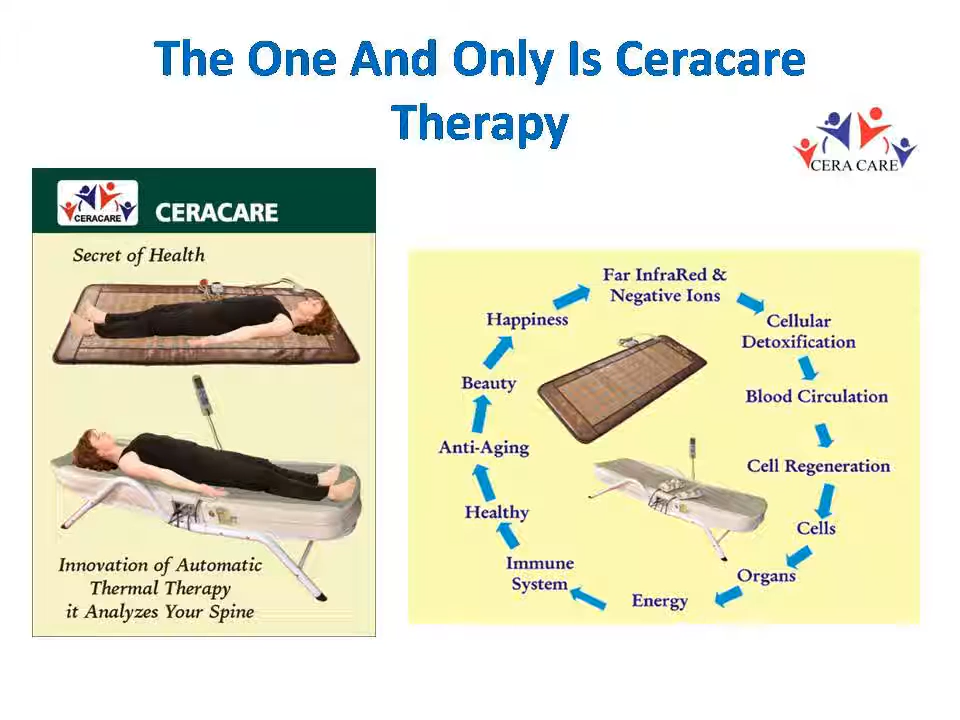 The One And Only Is Ceracare
Therapy
CERA CARE
CERACARE
CERACARE
Secret of Health
Innovation of Automatic
Thermal Therapy
it Analyzes Your Spine
Far InfraRed &
Negative Ions
Cellular
Detoxification
Blood Circulation
Cell Regeneration
Cells
Organs
Energy
Immune
System
Healthy
Anti-Aging
Beauty
Happiness